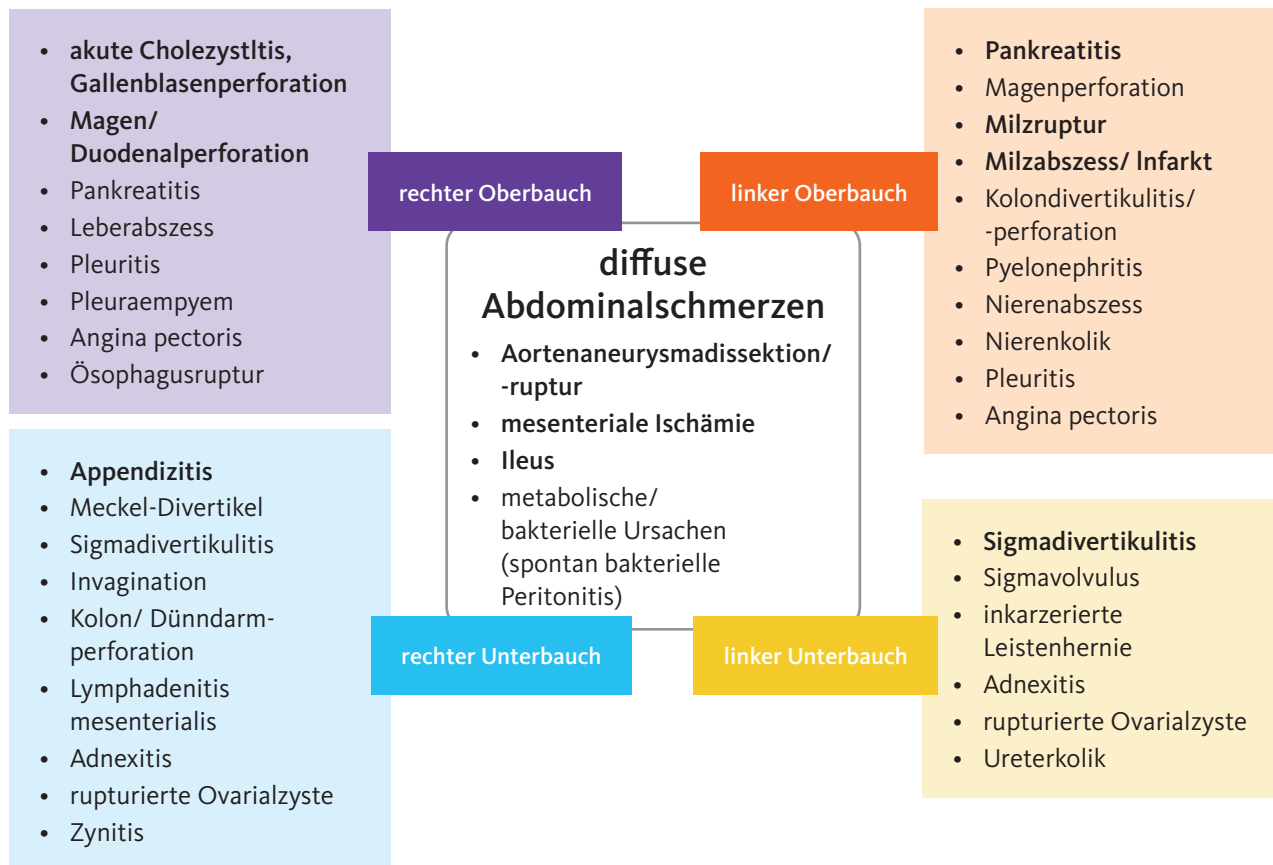 • akute Cholezystltis,
Gallenblasenperforation
• Magen/
Duodenalperforation
• Pankreatitis
• Leberabszess
• Pleuritis
• Pleuraempyem
• Angina pectoris
• Ösophagusruptur
rechter Oberbauch
linker Oberbauch
• Pankreatitis
• Magenperforation
• Milzruptur
• Milzabszess/ Infarkt
• Kolondivertikulitis/
-perforation
• Pyelonephritis
• Nierenabszess
• Nierenkolik
• Pleuritis
• Angina pectoris
diffuse
Abdominalschmerzen
• Aortenaneurysmadissektion/
-ruptur
• mesenteriale Ischämie
• Ileus
• metabolische/
bakterielle Ursachen
(spontan bakterielle
Peritonitis)
• Appendizitis
• Meckel-Divertikel
• Sigmadivertikulitis
• Invagination
• Kolon/ Dünndarm-
perforation
• Lymphadenitis
mesenterialis
• Adnexitis
• rupturierte Ovarialzyste
• Zynitis
rechter Unterbauch
linker Unterbauch
• Sigmadivertikulitis
• Sigmavolvulus
• inkarzerierte
Leistenhernie
• Adnexitis
• rupturierte Ovarialzyste
• Ureterkolik